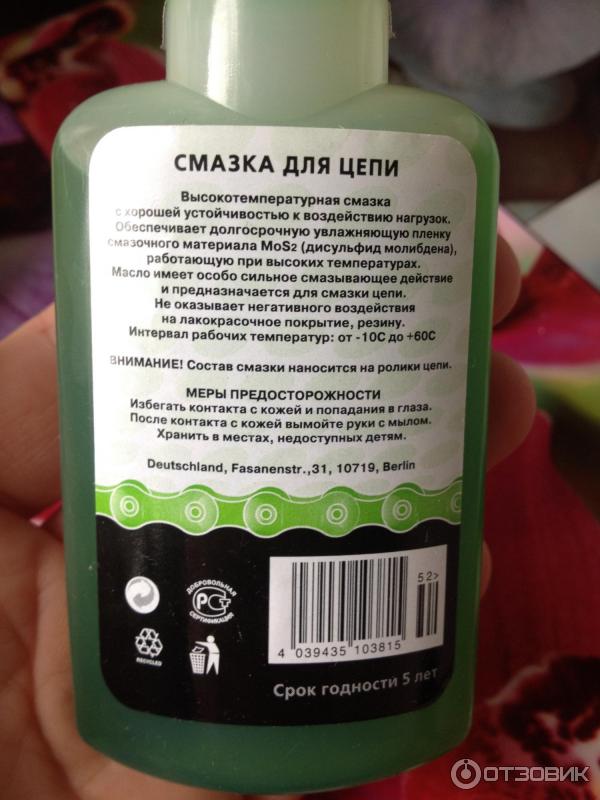 СМАЗКА ДЛЯ ЦЕПИ
Высокотемпературная смазка
с хорошей устойчивостью к воздействию нагрузок.
Обеспечивает долгосрочную увлажняющую пленку
смазочного материала MoS2 (дисульфид молибдена),
работающую при высоких температурах.
Масло имеет особо сильное смазывающее действие
и предназначается для смазки цепи.
Не оказывает негативного воздействия
на лакокрасочное покрытие, резину.
Интервал рабочих температур: от -10С до +60С
ВНИМАНИЕ! Состав смазки наносится на ролики цепи.
МЕРЫ ПРЕДОСТОРОЖНОСТИ
Избегать контакта с кожей и попадания в глаза.
После контакта с кожей вымойте руки с мылом.
Хранить в местах, недоступных детям.
Deutschland, Fasanenstr.,31, 10719, Berlin
ДОБРОВОЛЬНАЯ
РСТ
СЕРТИФИКАЦИЯ
RECYCLED
52>
4 039435 103815
Срок годности 5 лет
ОТЗОВИК